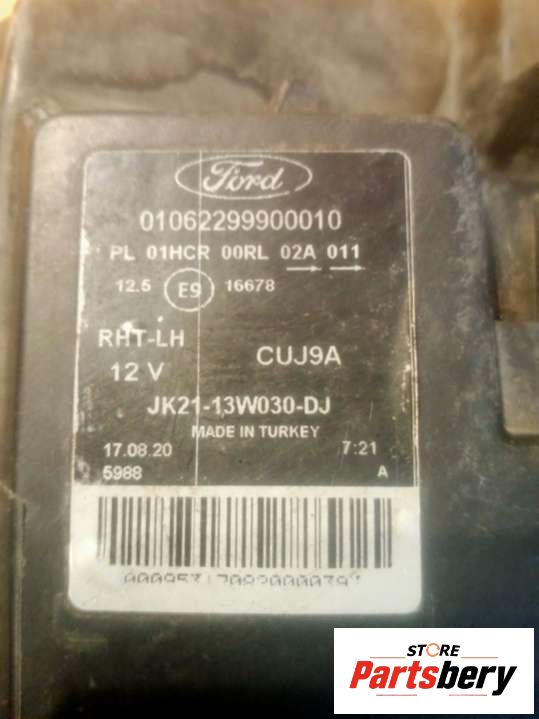 Ford
01062299900010
PL 01HCR 00RL 02A 011
12.5 E9 16678
RHT-LH
12 V CUJ9A
JK21-13W030-DJ
MADE IN TURKEY
17.08.20 7:21
5988 A
STORE
Partsbery